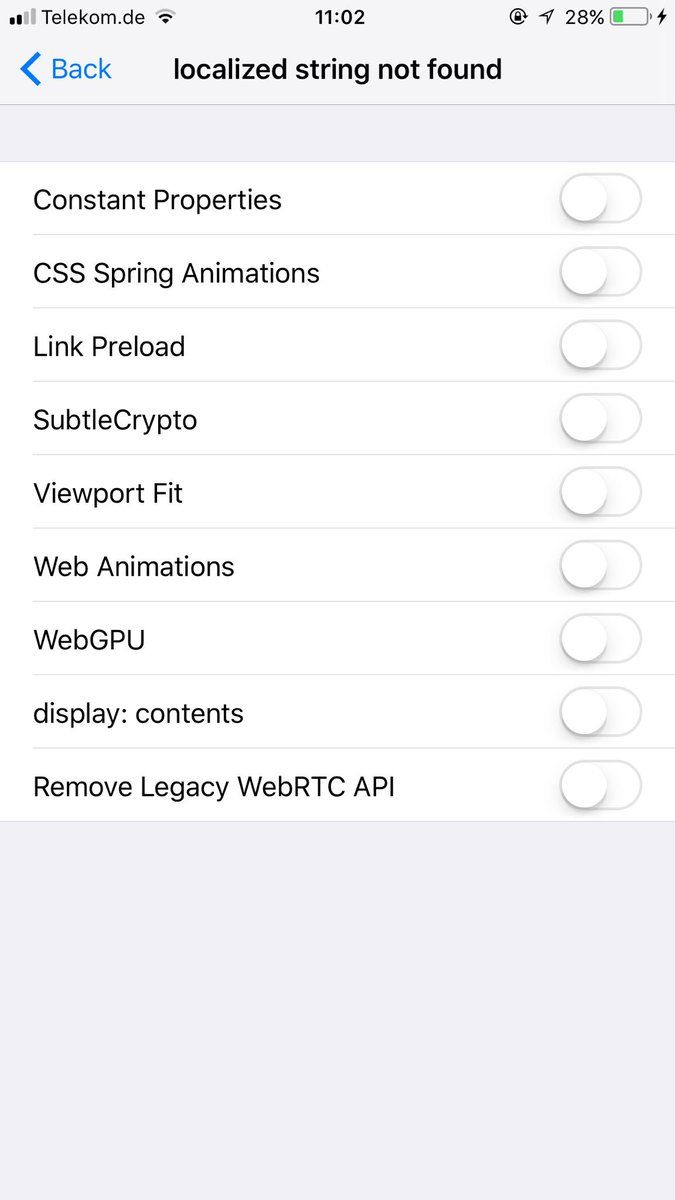 Telekom.de 11:02 28%
Back localized string not found
Constant Properties
CSS Spring Animations
Link Preload
SubtleCrypto
Viewport Fit
Web Animations
WebGPU
display: contents
Remove Legacy WebRTC API